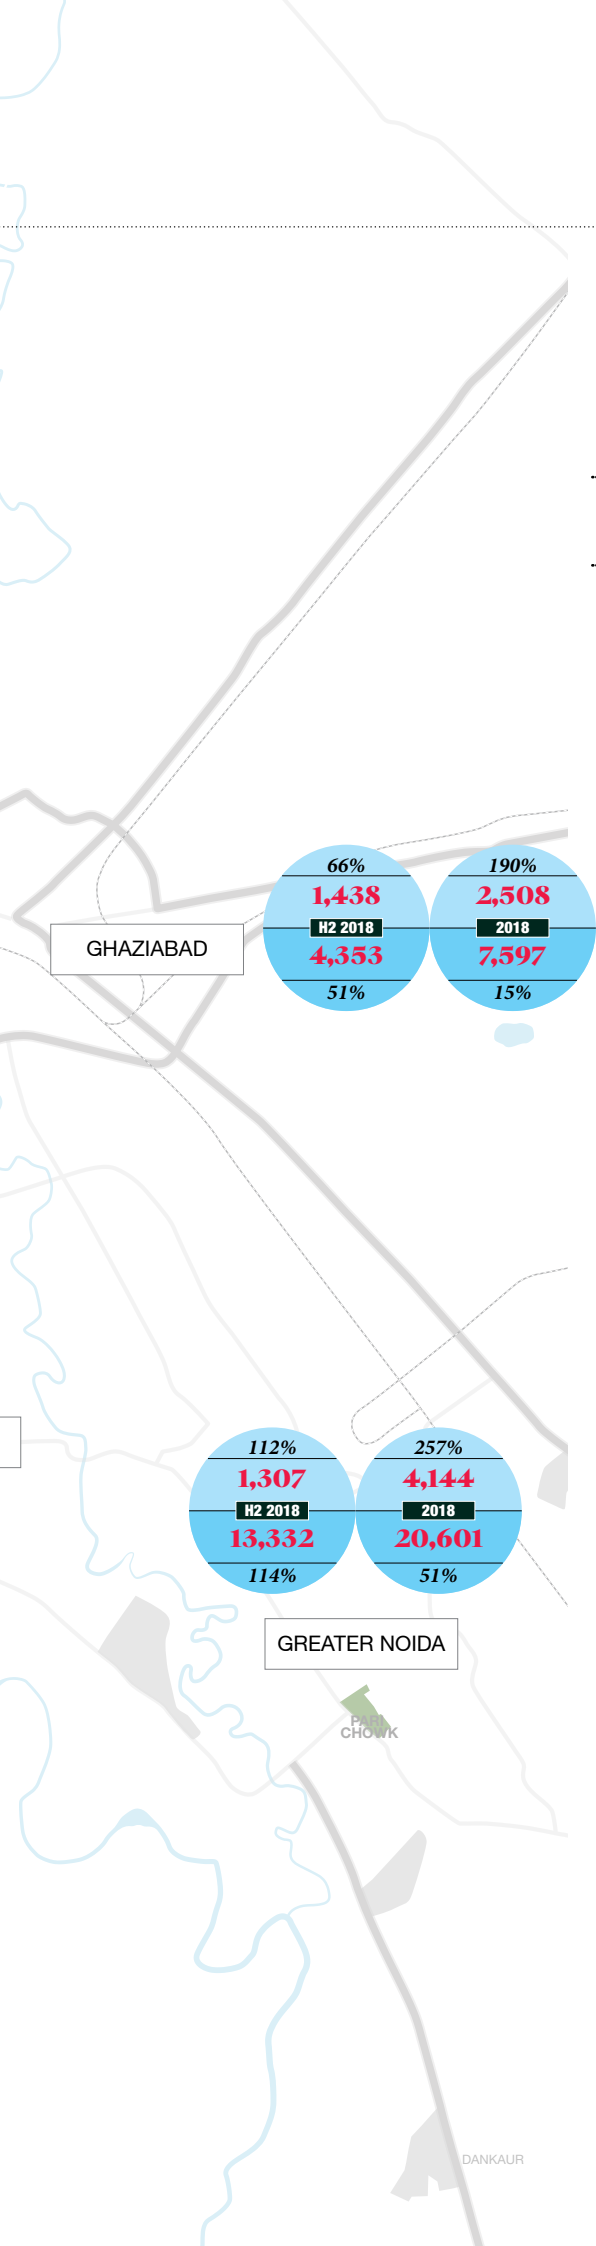 66%
1,438
H2 2018
4,353
51%
190%
2,508
2018
7,597
15%
GHAZIABAD
112%
1,307
H2 2018
13,332
114%
257%
4,144
2018
20,601
51%
GREATER NOIDA
PARI
CHOWK
DANKAUR